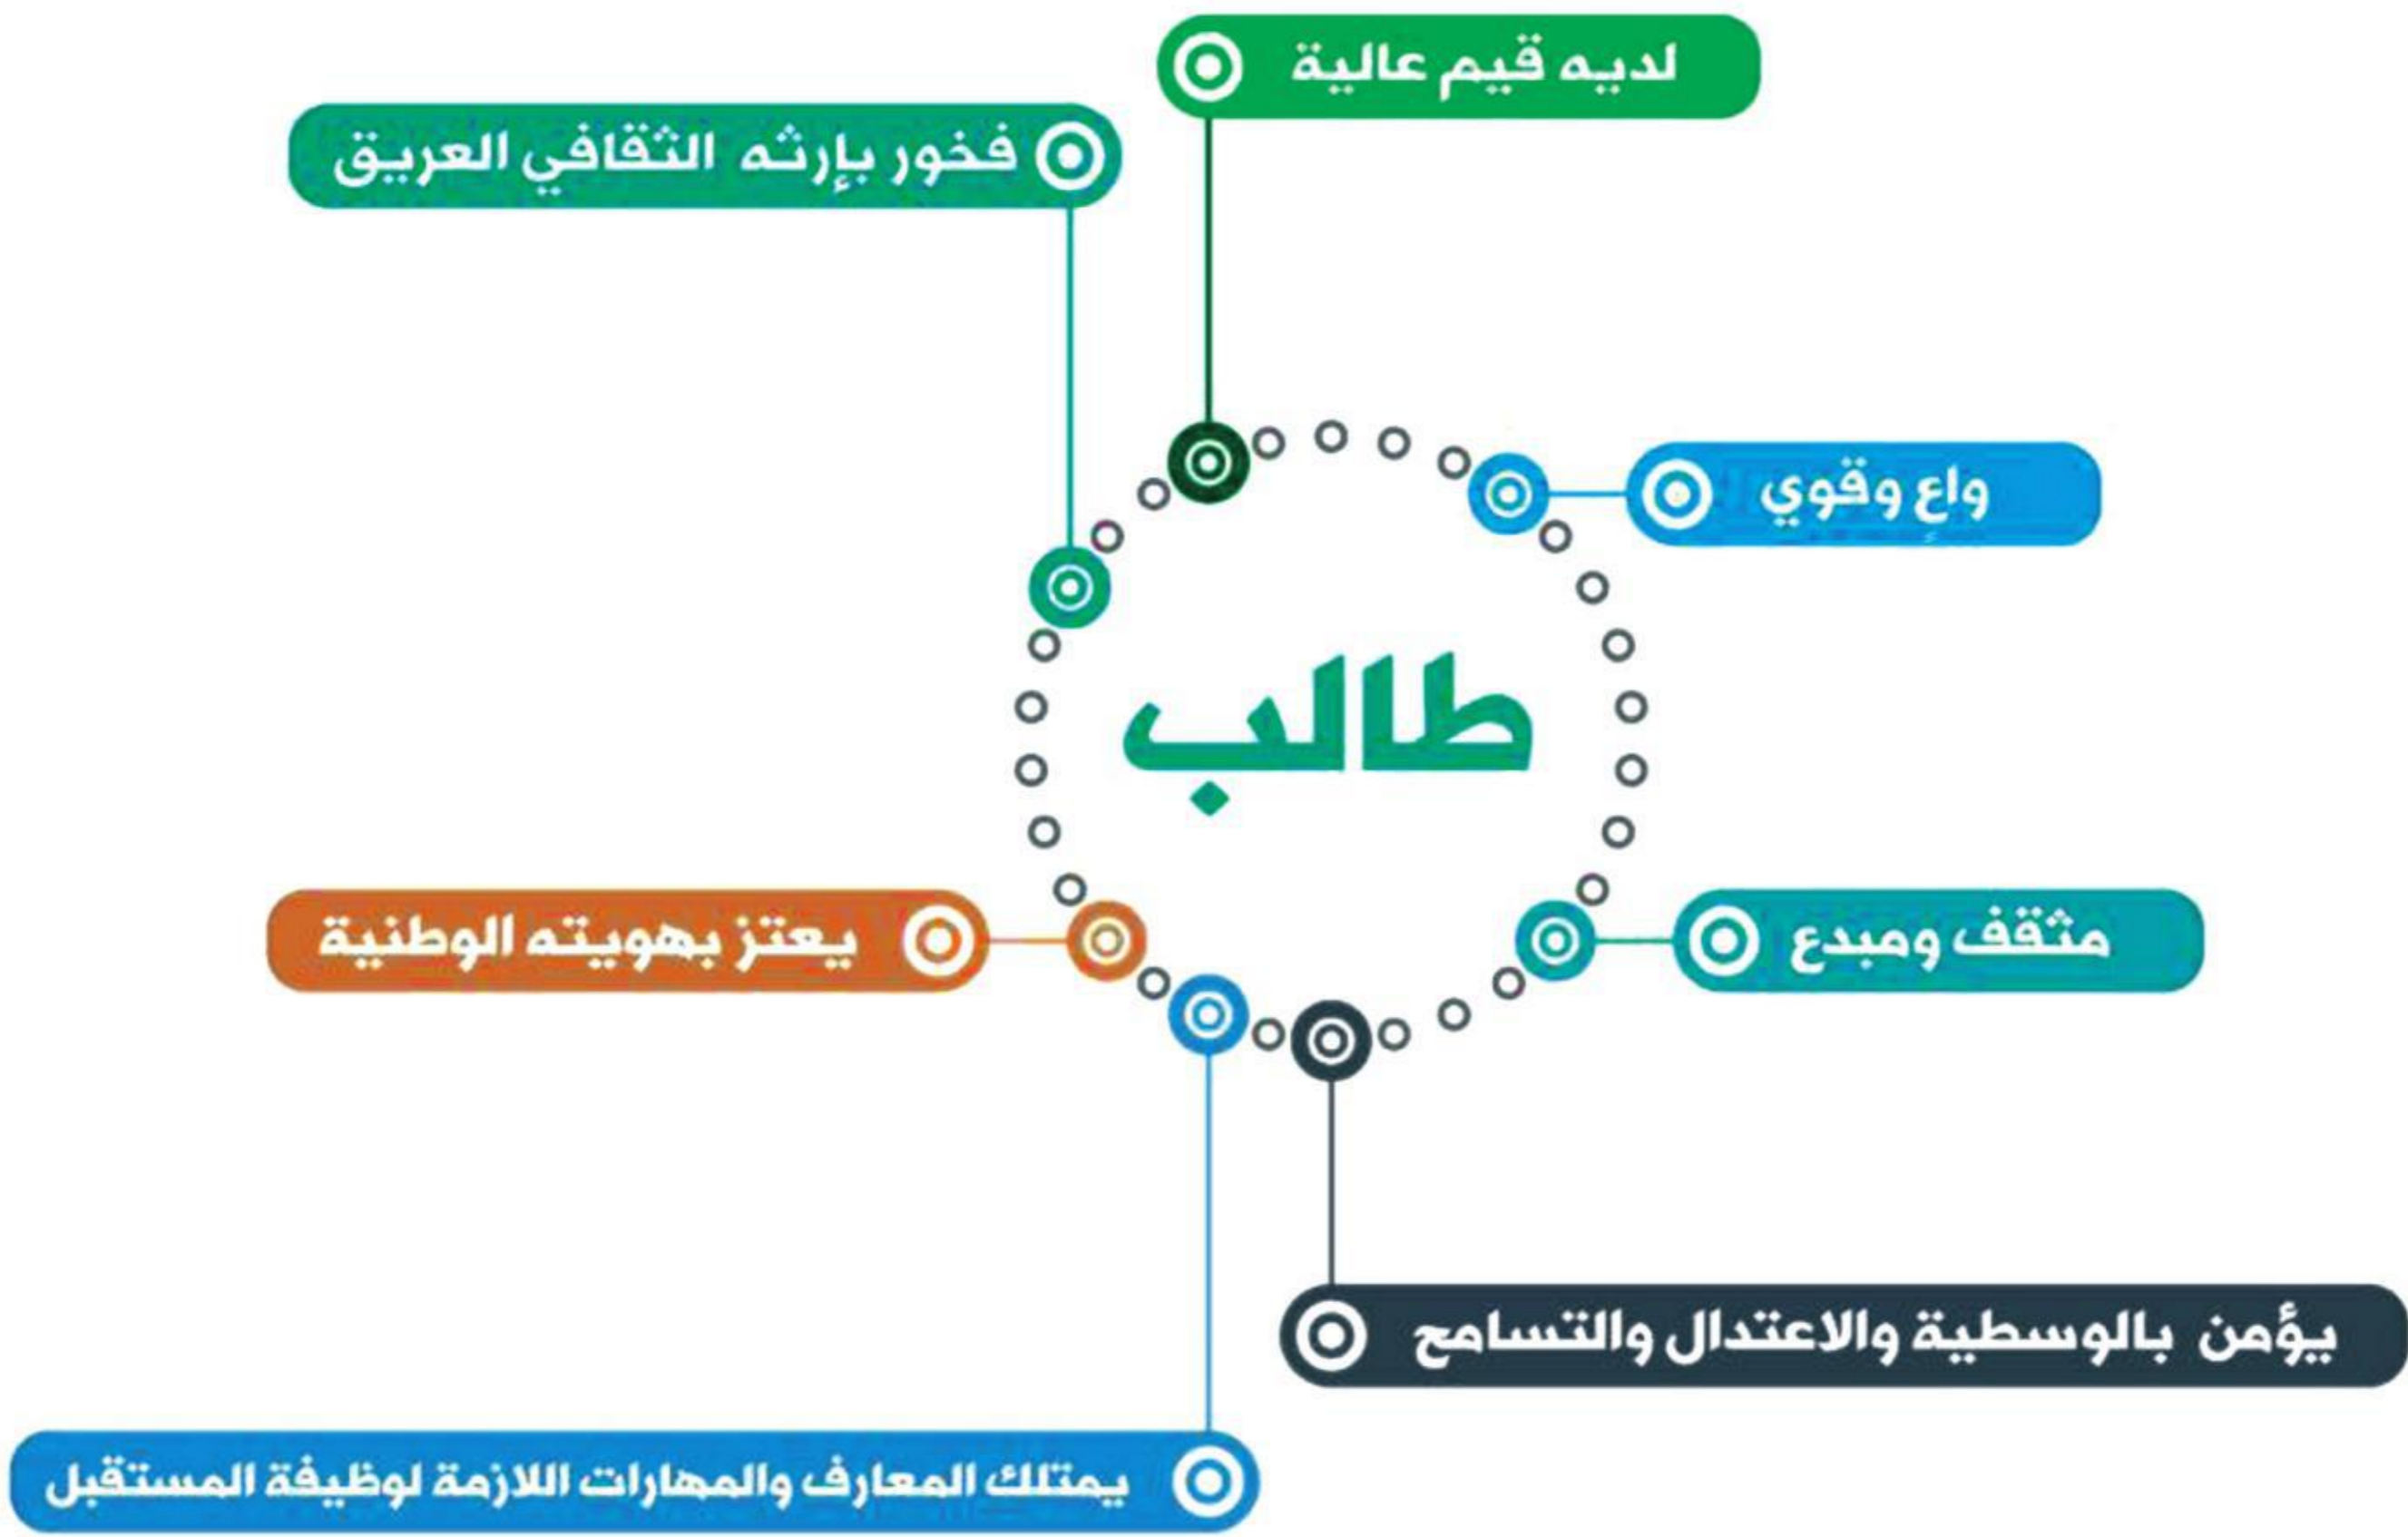 لديه قيم عالية
فخور بإرثه الثقافي العريق
واعٍ وقوي
طالب
مثقف ومبدع
يعتز بهويته الوطنية
يؤمن بالوسطية والاعتدال والتسامح
يمتلك المعارف والمهارات اللازمة لوظيفة المستقبل